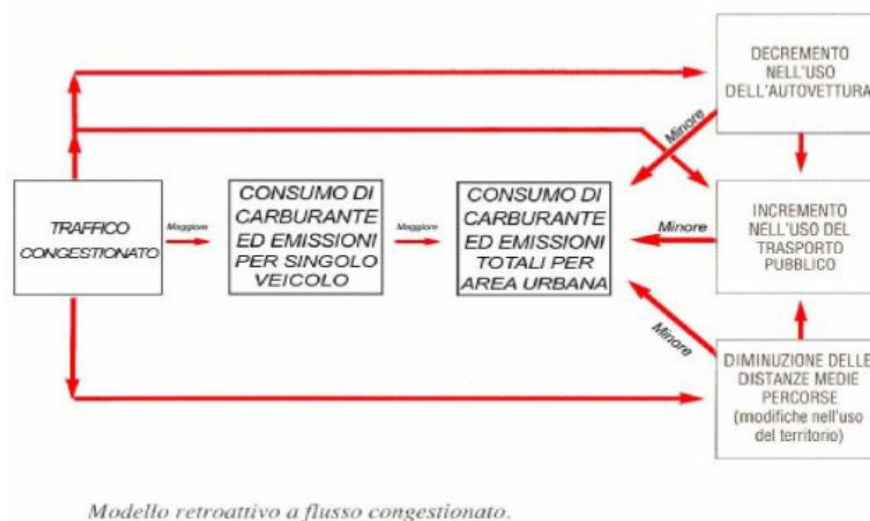 DECREMENTO
NELL'USO
DELL'AUTOVETTURA
Minore
TRAFFICO
CONGESTIONATO
Maggiore
CONSUMO DI
CARBURANTE
ED EMISSIONI
PER SINGOLO
VEICOLO
Maggiore
CONSUMO DI
CARBURANTE
ED EMISSIONI
TOTALI PER
AREA URBANA
Minore
INCREMENTO
NELL'USO DEL
TRASPORTO
PUBBLICO
Minore
DIMINUZIONE DELLE
DISTANZE MEDIE
PERCORSE
(modifiche nell'uso
del territorio)
Modello retroattivo a flusso congestionato.